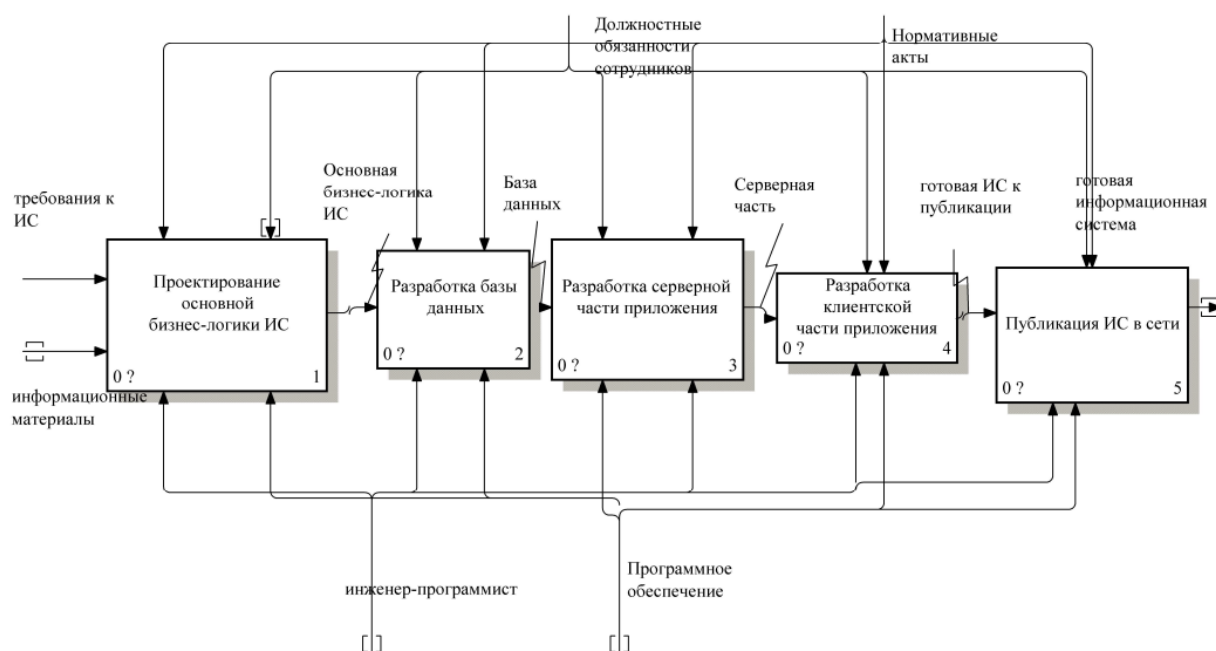 Должностные
обязанности
сотрудников
Нормативные
акты
требования к
ИС
Основная
бизнес-логика
ИС
База
данных
Серверная
часть
готовая ИС к
публикации
готовая
информационная
система
Проектирование
основной
бизнес-логики ИС
0 ? 1
Разработка базы
данных
0 ? 2
Разработка серверной
части приложения
0 ? 3
Разработка
клиентской
части приложения
0 ? 4
Публикация ИС в сети
0 ? 5
информационные
материалы
инженер-программист
Программное
обеспечение